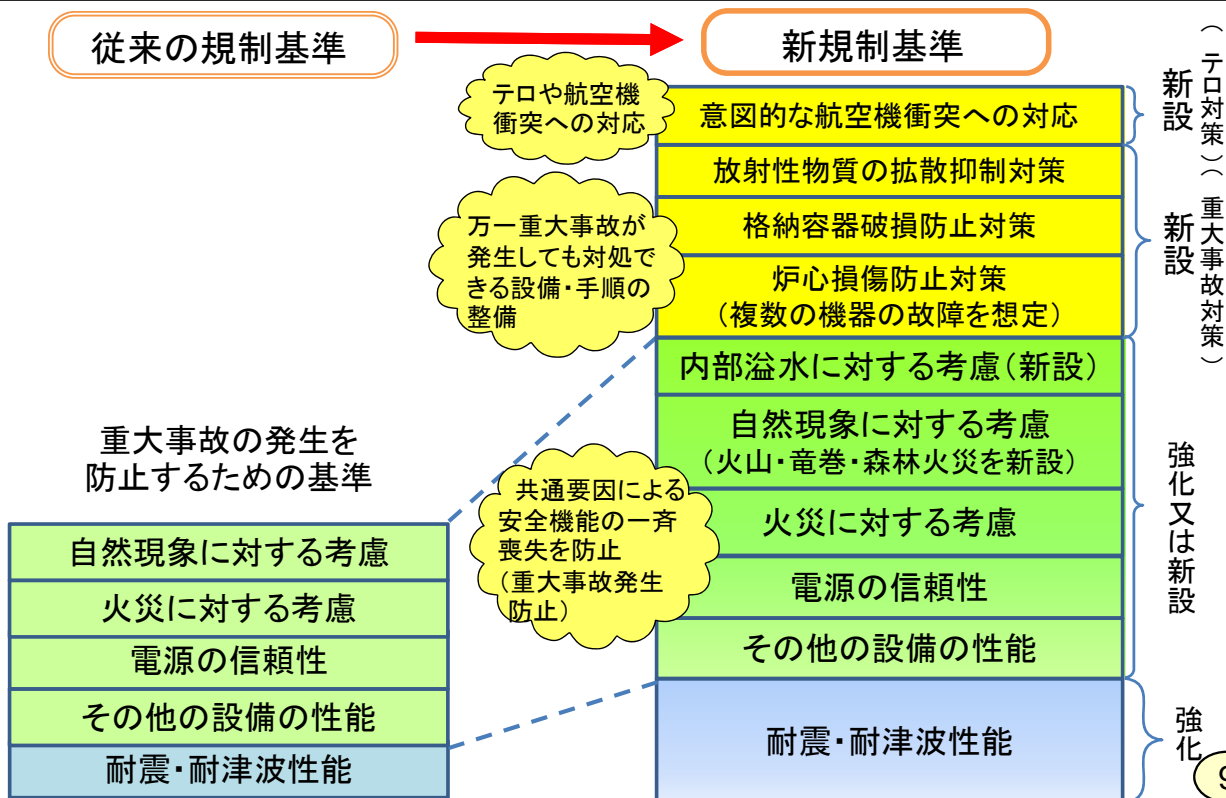 従来の規制基準
新規制基準
テロや航空機
衝突への対応
意図的な航空機衝突への対応
新設
(テロ対策)
放射性物質の拡散抑制対策
万一重大事故が
発生しても対処で
きる設備・手順の
整備
格納容器破損防止対策
炉心損傷防止対策
(複数の機器の故障を想定)
新設
(重大事故対策)
重大事故の発生を
防止するための基準
自然現象に対する考慮
火災に対する考慮
電源の信頼性
その他の設備の性能
耐震・耐津波性能
共通要因による
安全機能の一斉
喪失を防止
(重大事故発生
防止)
内部溢水に対する考慮(新設)
自然現象に対する考慮
(火山・竜巻・森林火災を新設)
火災に対する考慮
電源の信頼性
その他の設備の性能
強化又は新設
耐震・耐津波性能
強化
9